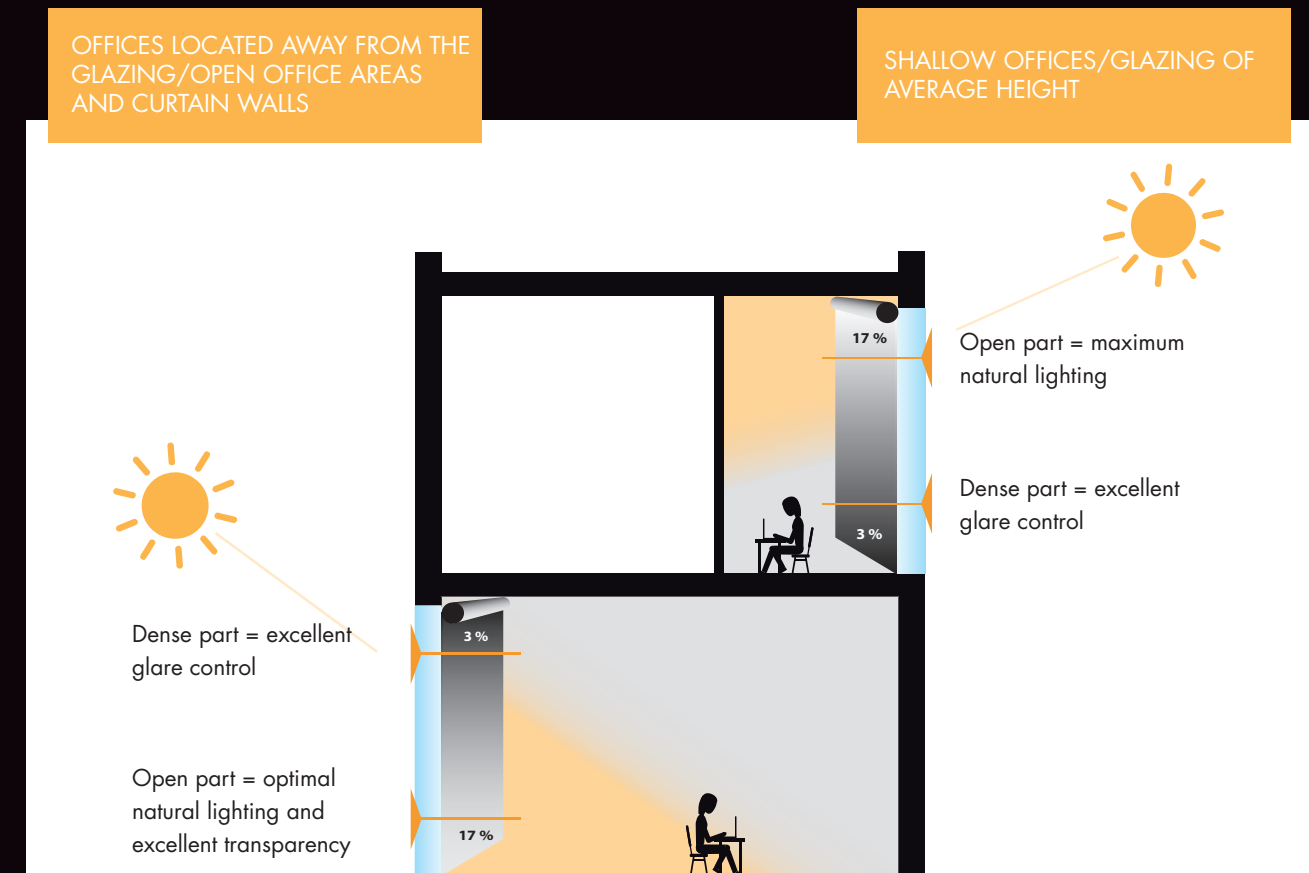 OFFICES LOCATED AWAY FROM THE
GLAZING/OPEN OFFICE AREAS
AND CURTAIN WALLS
SHALLOW OFFICES/GLAZING OF
AVERAGE HEIGHT
17 %
Open part = maximum
natural lighting
Dense part = excellent
glare control
3 %
Dense part = excellent
glare control
3 %
Open part = optimal
natural lighting and
excellent transparency
17 %